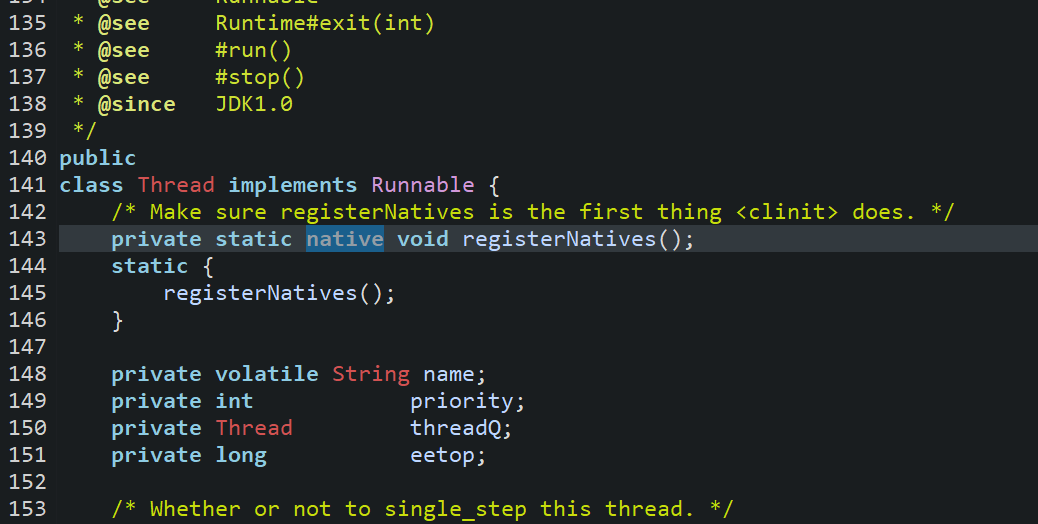 135  * @see     Runtime#exit(int)
136  * @see     #run()
137  * @see     #stop()
138  * @since   JDK1.0
139  */
140 public
141 class Thread implements Runnable {
142     /* Make sure registerNatives is the first thing <clinit> does. */
143     private static native void registerNatives();
144     static {
145         registerNatives();
146     }
147
148     private volatile String name;
149     private int            priority;
150     private Thread         threadQ;
151     private long           eetop;
152
153     /* Whether or not to single_step this thread. */